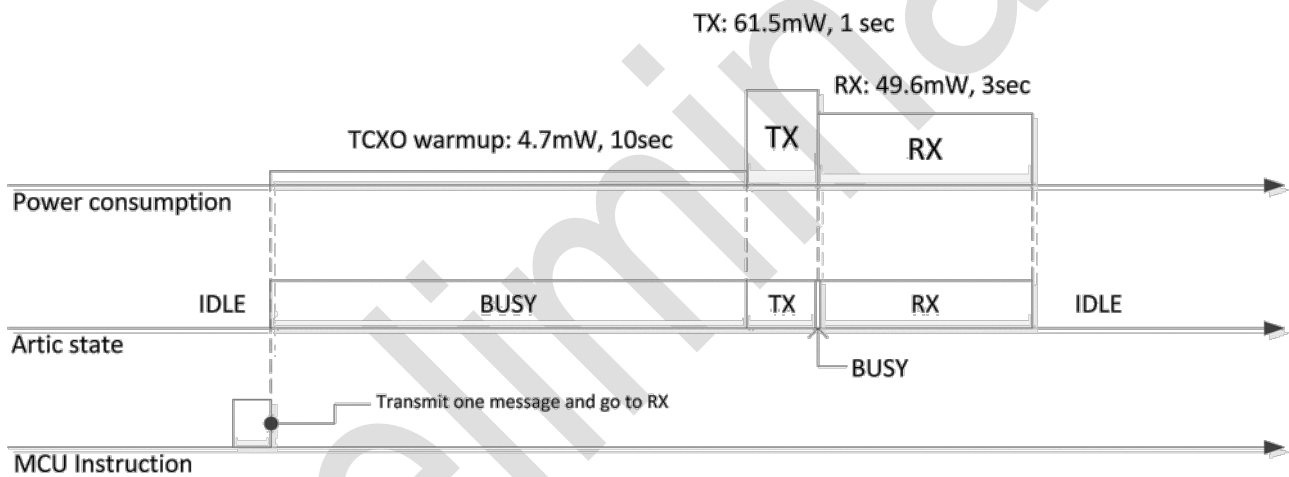 TX: 61.5mW, 1 sec
RX: 49.6mW, 3sec
TCXO warmup: 4.7mW, 10sec
TX
RX
Power consumption
IDLE
BUSY
TX
RX
IDLE
Artic state
BUSY
Transmit one message and go to RX
MCU Instruction